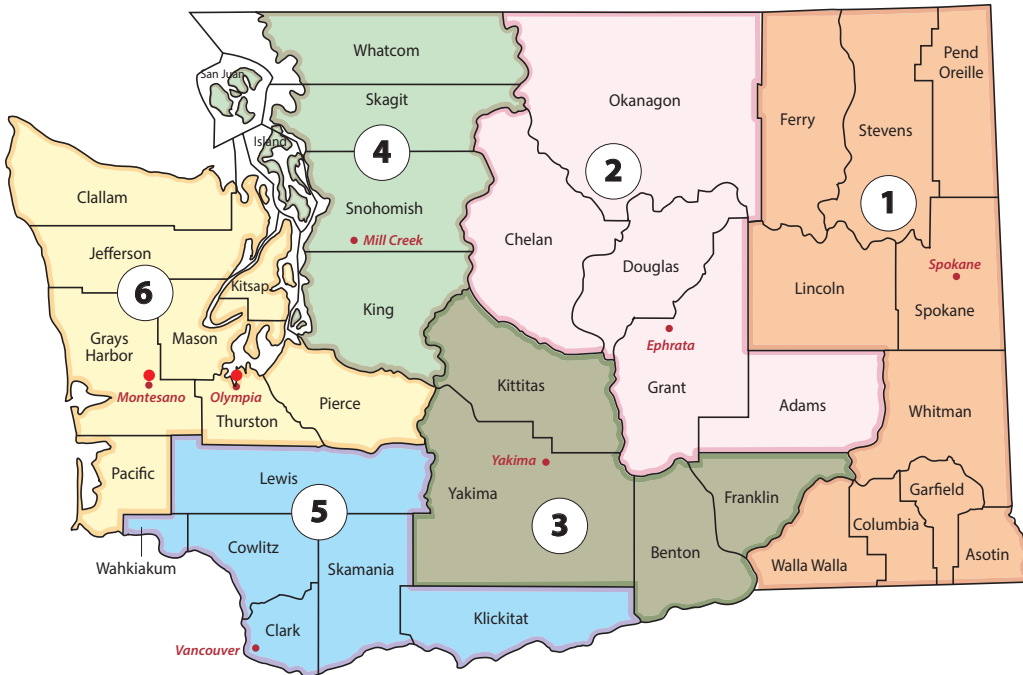 Whatcom
San Juan
Skagit
Island
4
Snohomish
Mill Creek
King
Okanagon
2
Chelan
Douglas
Ephrata
Grant
Adams
Ferry
Stevens
Pend
Oreille
1
Lincoln
Spokane
Spokane
Whitman
Garfield
Columbia
Asotin
Walla Walla
Clallam
Jefferson
6
Kitsap
Grays
Harbor
Mason
Montesano
Olympia
Thurston
Pierce
Pacific
Kittitas
Yakima
Yakima
3
Franklin
Benton
Lewis
5
Wahkiakum
Cowlitz
Skamania
Clark
Vancouver
Klickitat